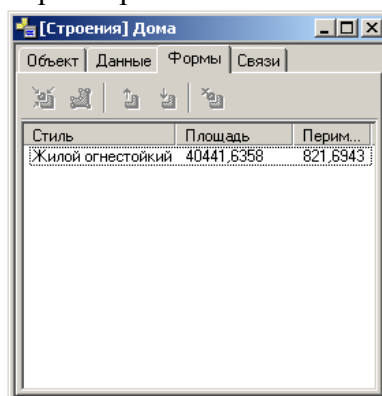 [Строения] Дома
Объект Данные Формы Связи
Стиль Площадь Перим...
Жилой огнестойкий 40441,6358 821,6943